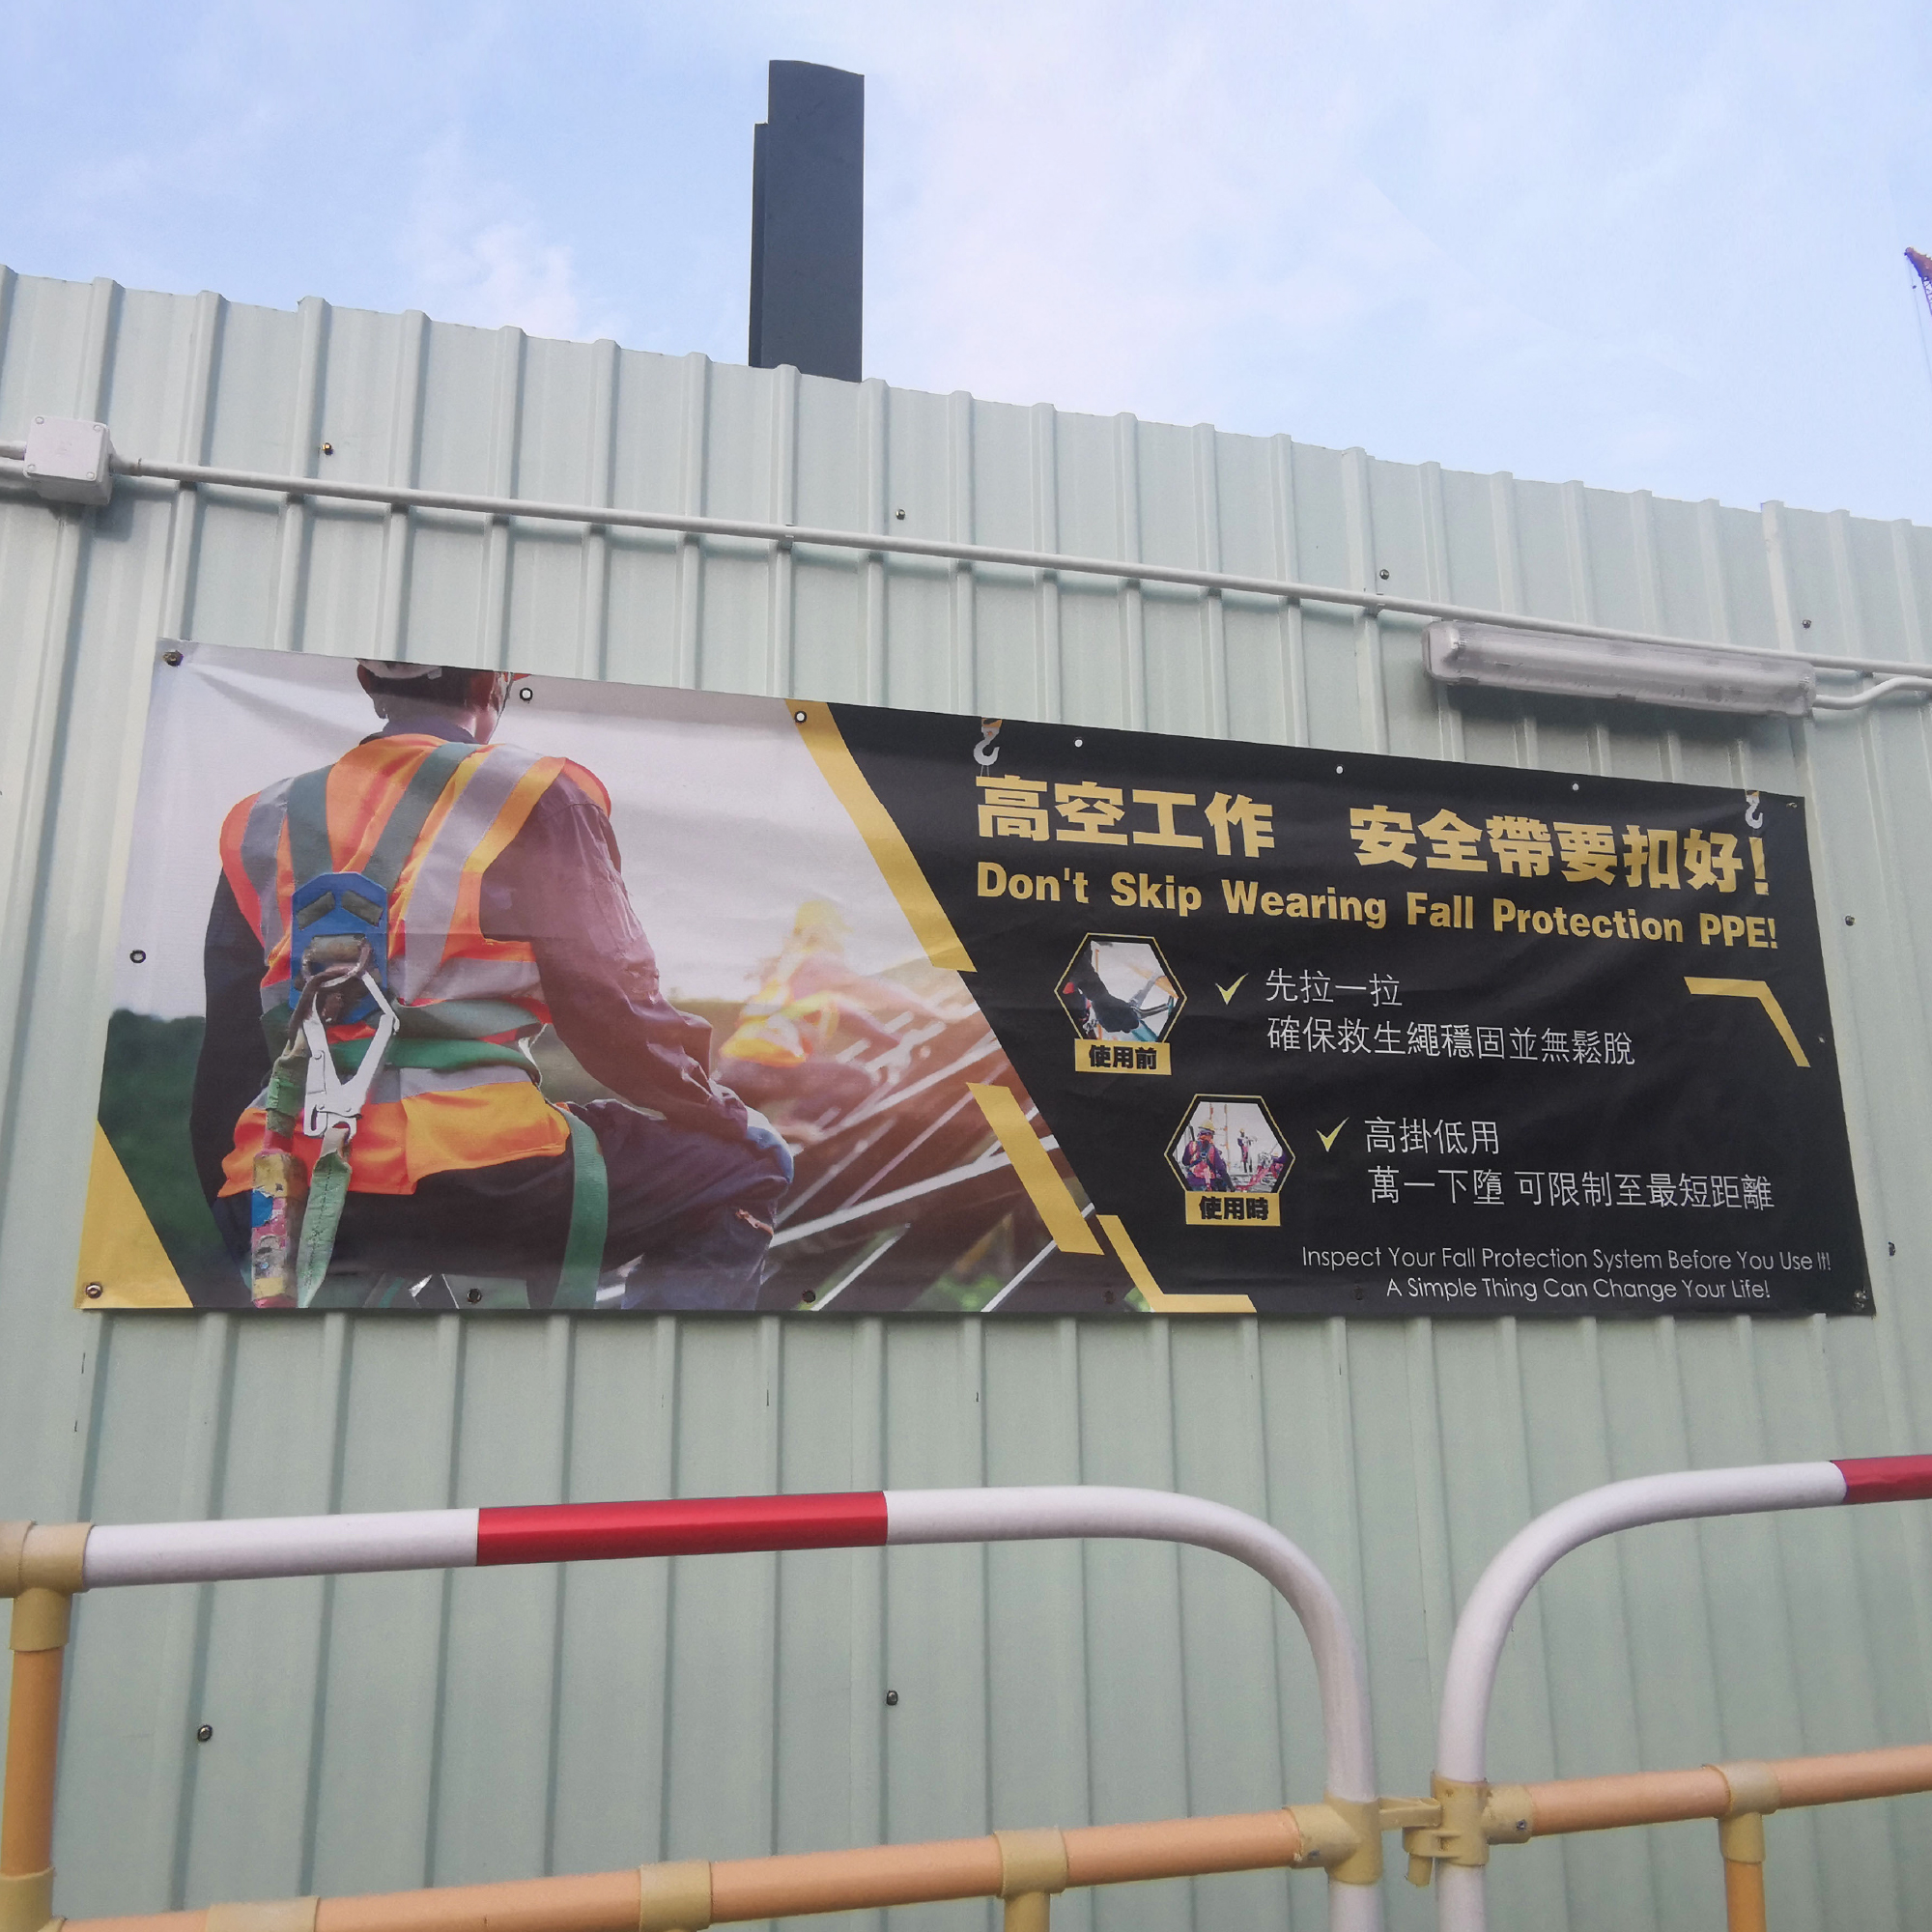 高空工作 安全帶要扣好！
Don't Skip Wearing Fall Protection PPE!
先拉一拉
確保救生繩穩固並無鬆脫
使用前
高掛低用
萬一下墮 可限制至最短距離
使用時
Inspect Your Fall Protection System Before You Use It!
A Simple Thing Can Change Your Life!